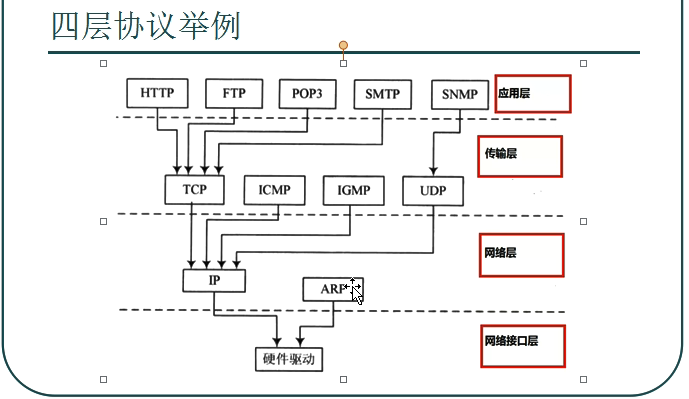 四层协议举例
HTTP FTP POP3 SMTP SNMP 应用层
传输层
TCP ICMP IGMP UDP
网络层
IP ARP
硬件驱动 网络接口层